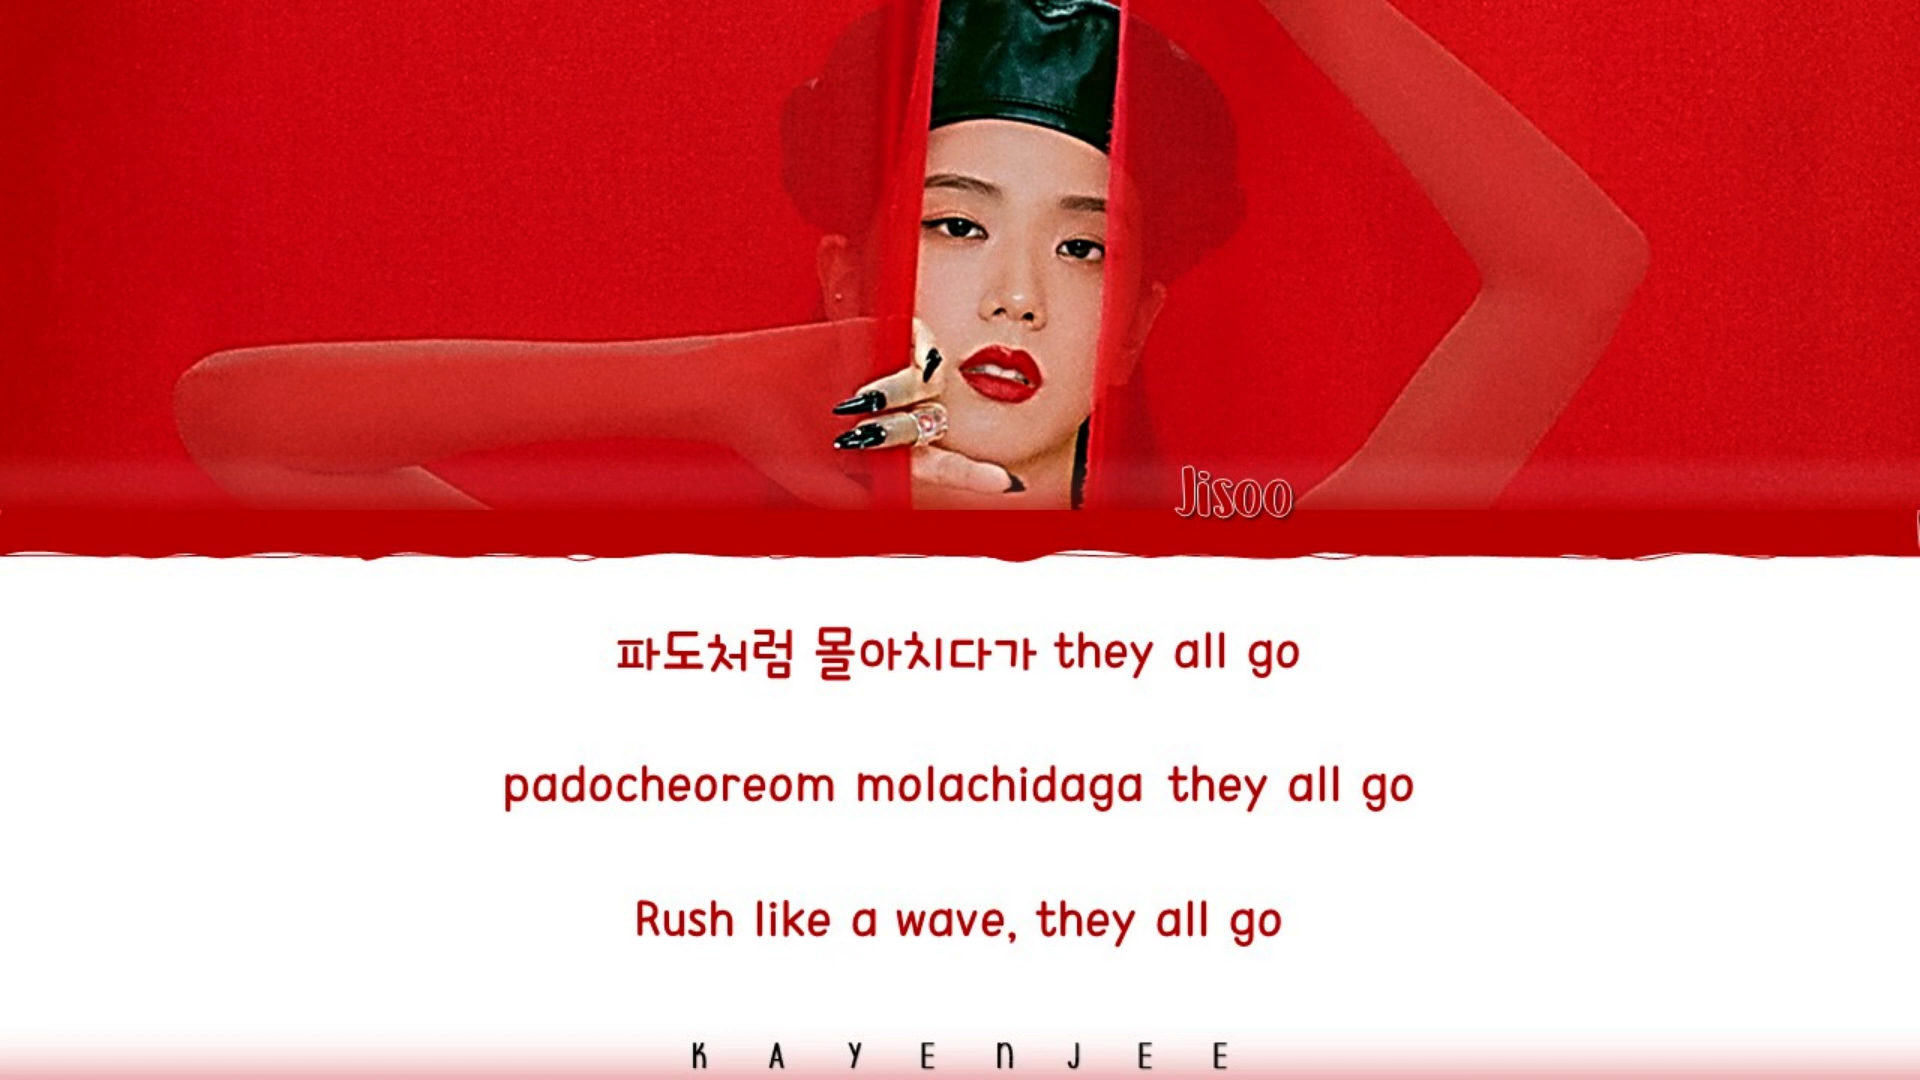 Jisoo
파도처럼 몰아치다가 they all go
padocheoreom molachidaga they all go
Rush like a wave, they all go
KAYENJEE